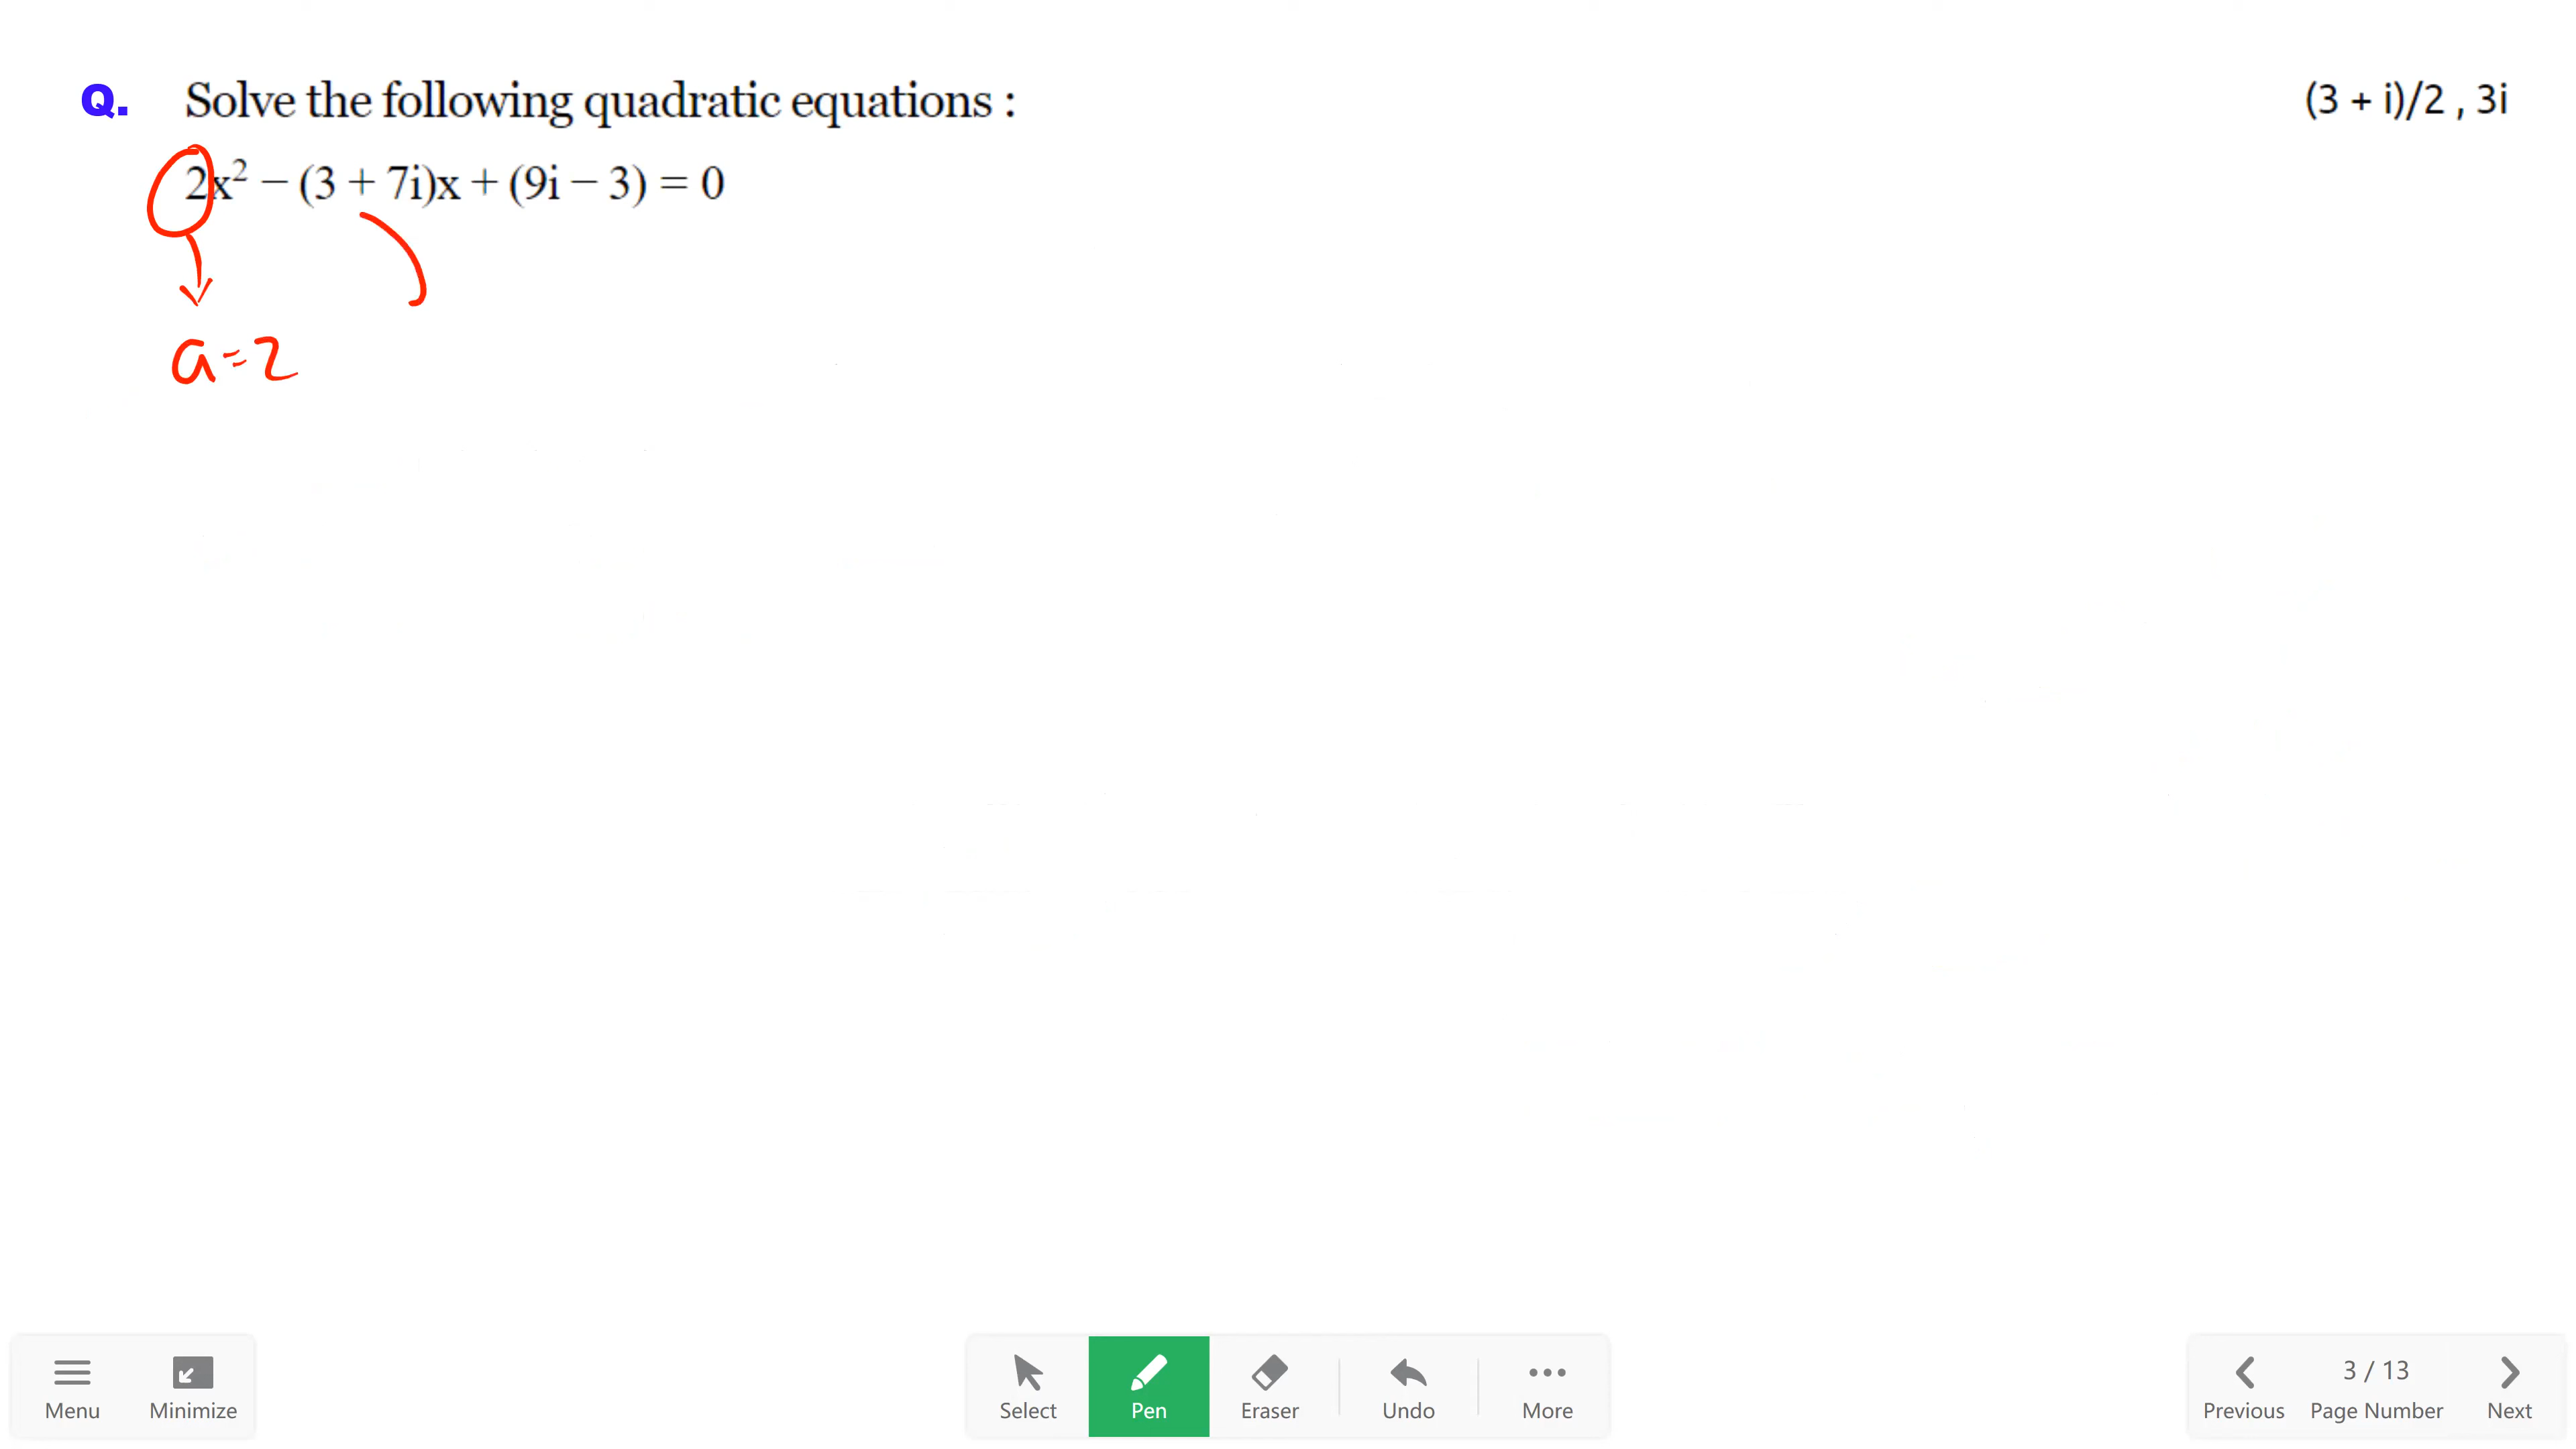 Q. Solve the following quadratic equations :
(3 + i)/2 , 3i
2x² − (3 + 7i)x + (9i − 3) = 0
a=2
Menu
Minimize
Select
Pen
Eraser
Undo
More
Previous
3 / 13
Page Number
Next